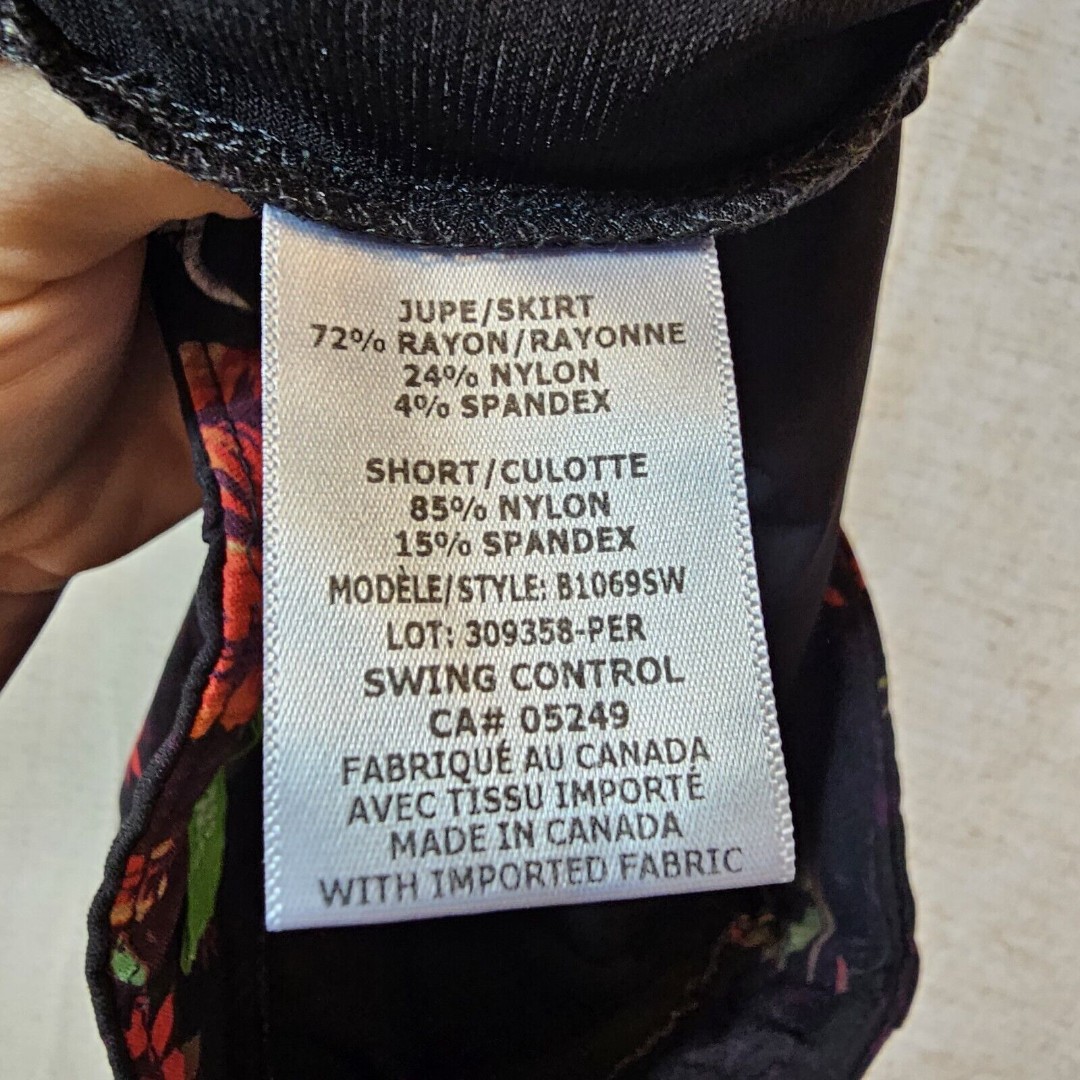 JUPE/SKIRT
72% RAYON/RAYONNE
24% NYLON
4% SPANDEX
SHORT/CULOTTE
85% NYLON
15% SPANDEX
MODÈLE/STYLE: B1069SW
LOT: 309358-PER
SWING CONTROL
CA# 05249
FABRIQUÉ AU CANADA
AVEC TISSU IMPORTÉ
MADE IN CANADA
WITH IMPORTED FABRIC